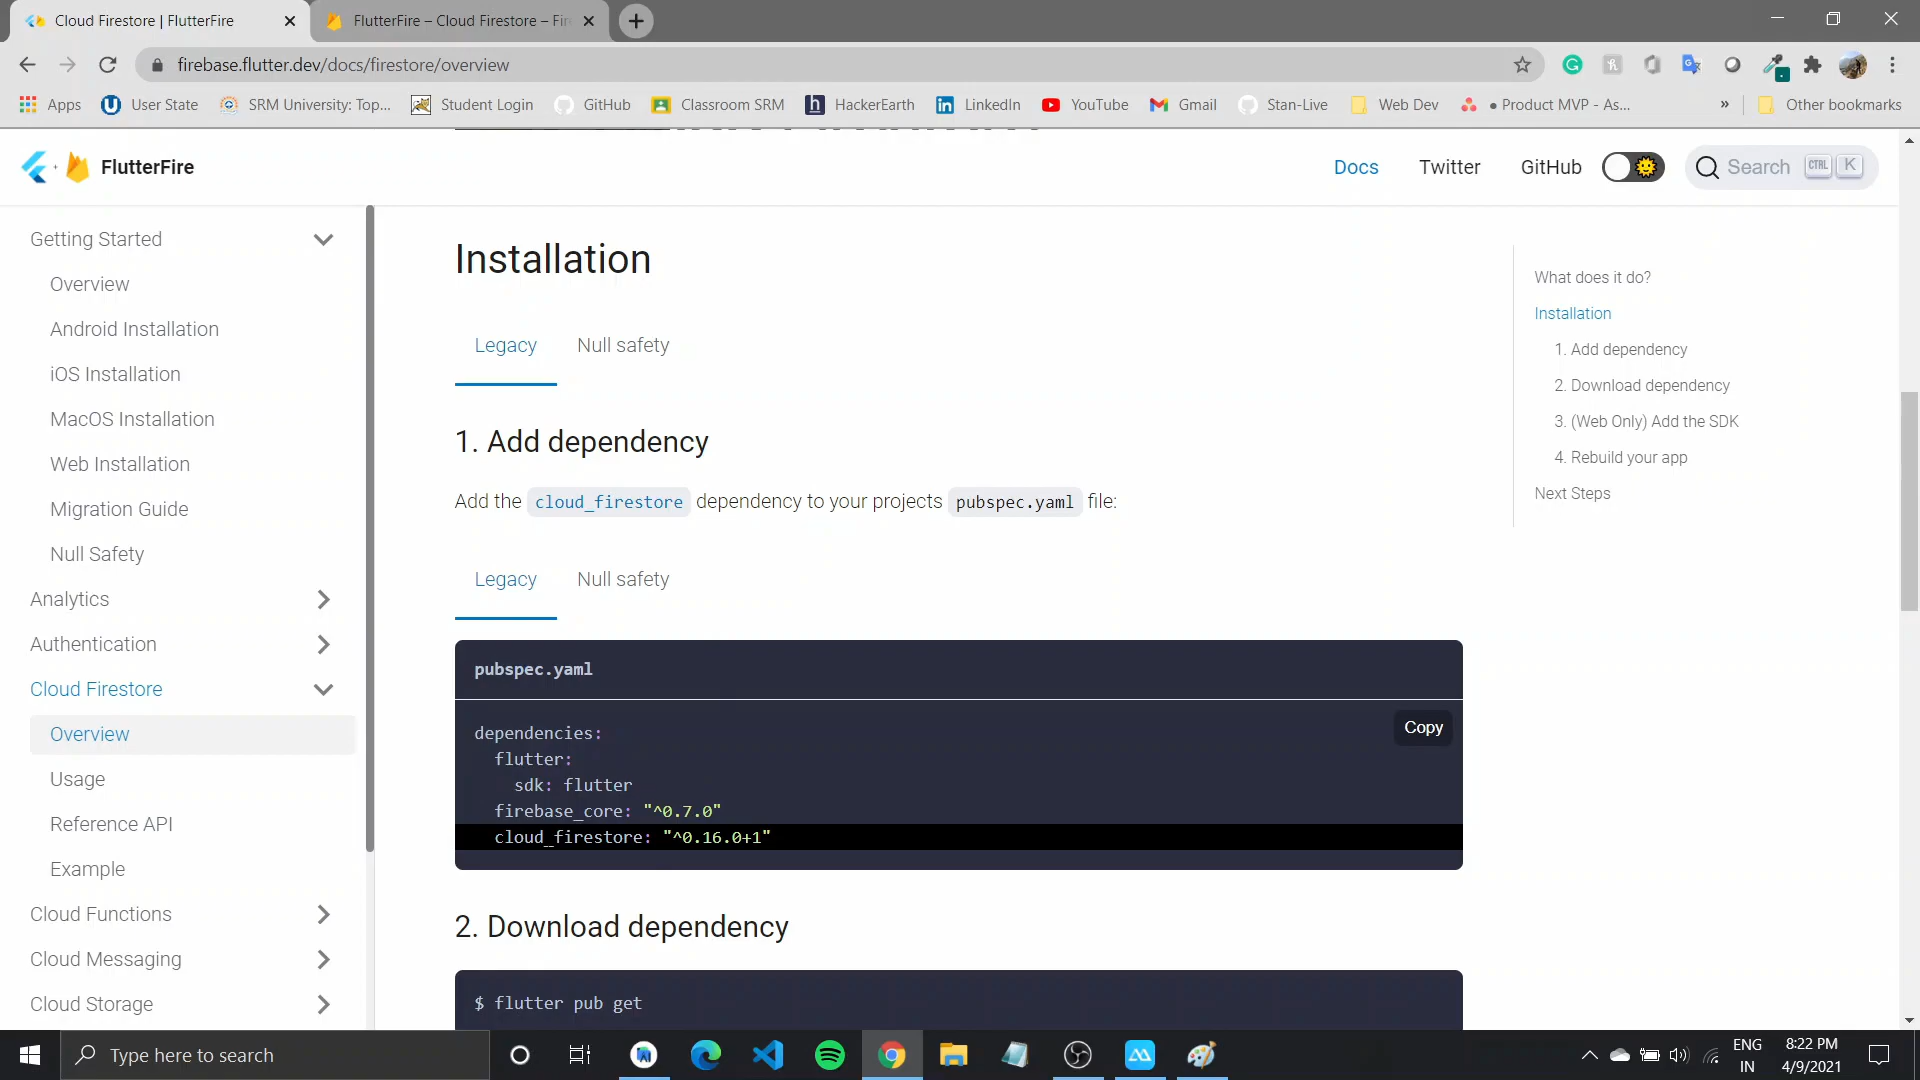 Cloud Firestore | FlutterFire
FlutterFire – Cloud Firestore – Fir
firebase.flutter.dev/docs/firestore/overview
Apps
User State
SRM University: Top...
Student Login
GitHub
Classroom SRM
HackerEarth
LinkedIn
YouTube
Gmail
Stan-Live
Web Dev
• Product MVP - As...
»
Other bookmarks
FlutterFire
Docs
Twitter
GitHub
Search
CTRL
K
Getting Started
Overview
Android Installation
iOS Installation
MacOS Installation
Web Installation
Migration Guide
Null Safety
Analytics
Authentication
Cloud Firestore
Overview
Usage
Reference API
Example
Cloud Functions
Cloud Messaging
Cloud Storage
Installation
Legacy
Null safety
1. Add dependency
Add the cloud_firestore dependency to your projects pubspec.yaml file:
Legacy
Null safety
pubspec.yaml
Copy
dependencies:
flutter:
sdk: flutter
firebase_core: "^0.7.0"
cloud_firestore: "^0.16.0+1"
2. Download dependency
$ flutter pub get
What does it do?
Installation
1. Add dependency
2. Download dependency
3. (Web Only) Add the SDK
4. Rebuild your app
Next Steps
Type here to search
ENG
IN
8:22 PM
4/9/2021